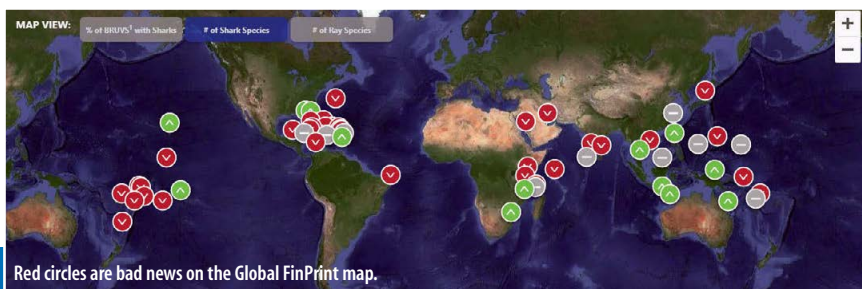 MAP VIEW:
% of BRUVS¹ with Sharks
# of Shark Species
# of Ray Species
+
−
Red circles are bad news on the Global FinPrint map.